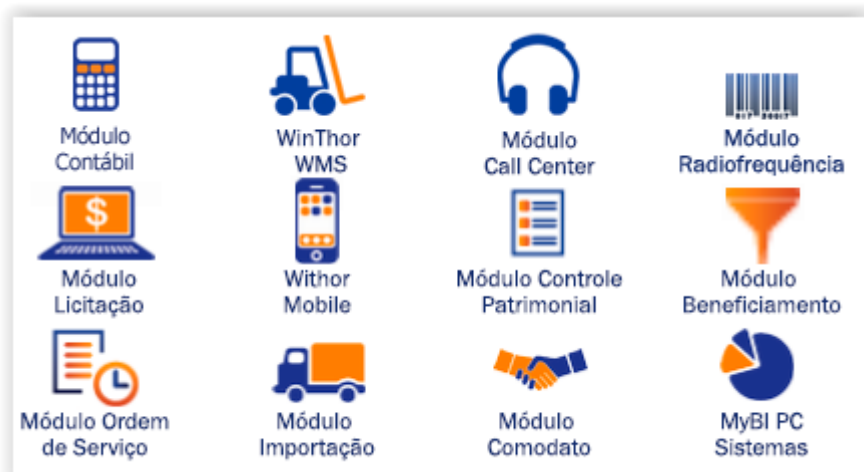 Módulo
Contábil
WinThor
WMS
Módulo
Call Center
Módulo
Radiofrequência
$
Módulo
Licitação
Withor
Mobile
Módulo Controle
Patrimonial
Módulo
Beneficiamento
Módulo Ordem
de Serviço
Módulo
Importação
Módulo
Comodato
MyBI PC
Sistemas